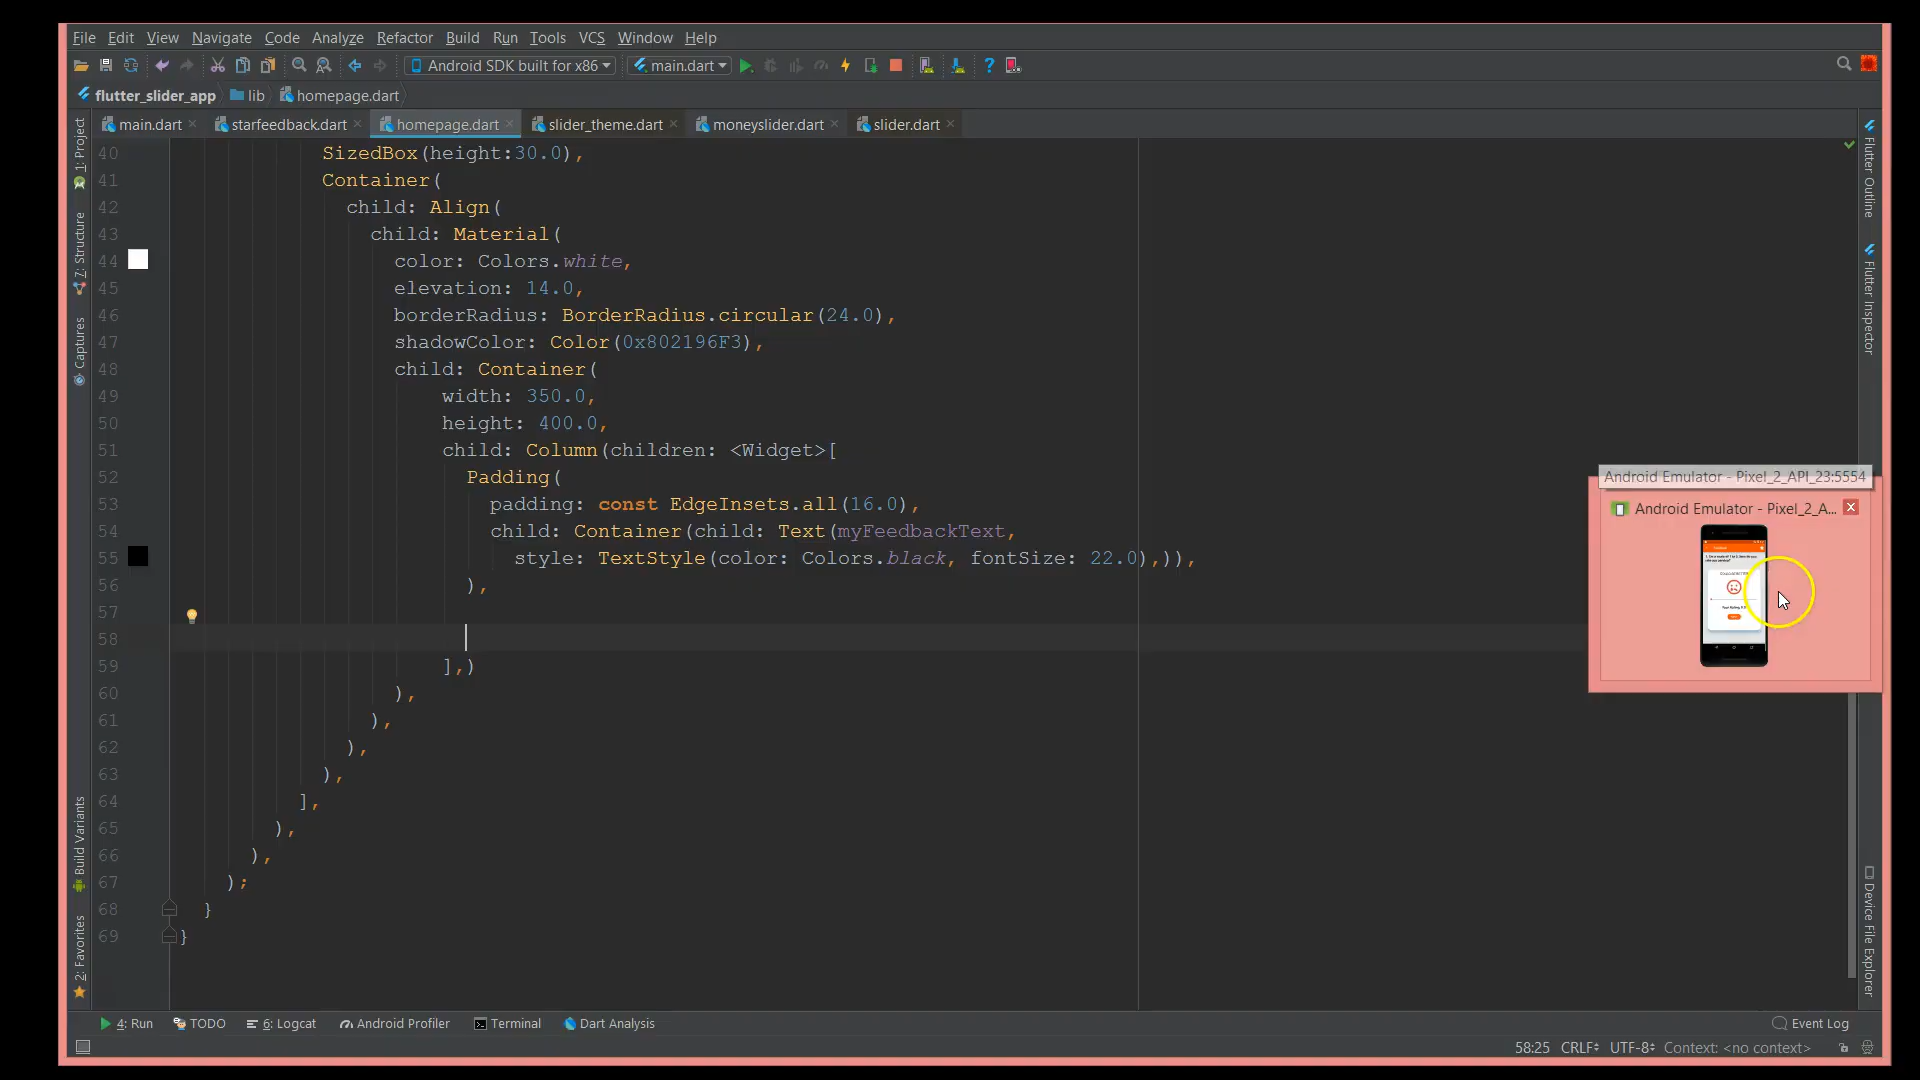 File Edit View Navigate Code Analyze Refactor Build Run Tools VCS Window Help
Android SDK built for x86 main.dart
flutter_slider_app lib homepage.dart
main.dart starfeedback.dart homepage.dart slider_theme.dart moneyslider.dart slider.dart
1: Project
7: Structure
Captures
Build Variants
2: Favorites
40 SizedBox(height:30.0),
41 Container(
42 child: Align(
43 child: Material(
44 color: Colors.white,
45 elevation: 14.0,
46 borderRadius: BorderRadius.circular(24.0),
47 shadowColor: Color(0x802196F3),
48 child: Container(
49 width: 350.0,
50 height: 400.0,
51 child: Column(children: <Widget>[
52 Padding(
53 padding: const EdgeInsets.all(16.0),
54 child: Container(child: Text(myFeedbackText,
55 style: TextStyle(color: Colors.black, fontSize: 22.0),)),
56 ),
57
58
59 ],)
60 ),
61 ),
62 ),
63 ),
64 ],
65 ),
66 ),
67 );
68 }
69 }
Android Emulator - Pixel_2_API_23:5554
Android Emulator - Pixel_2_A...
Flutter Outline
Flutter Inspector
Device File Explorer
4: Run TODO 6: Logcat Android Profiler Terminal Dart Analysis Event Log
58:25 CRLF UTF-8 Context: <no context>